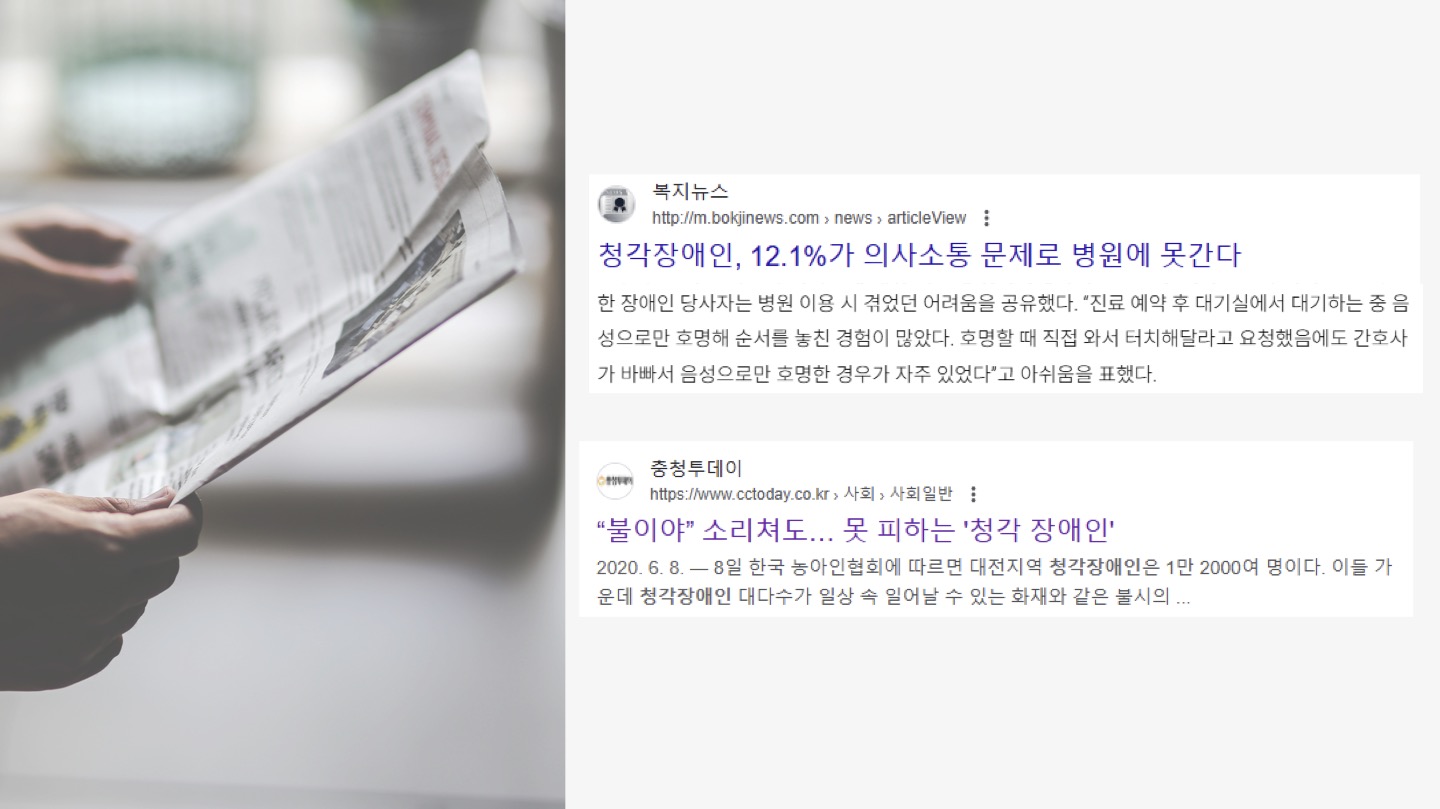 복지뉴스
http://m.bokjinews.com › news › articleView
청각장애인, 12.1%가 의사소통 문제로 병원에 못간다
한 장애인 당사자는 병원 이용 시 겪었던 어려움을 공유했다. "진료 예약 후 대기실에서 대기하는 중 음
성으로만 호명해 순서를 놓친 경험이 많았다. 호명할 때 직접 와서 터치해달라고 요청했음에도 간호사
가 바빠서 음성으로만 호명한 경우가 자주 있었다"고 아쉬움을 표했다.
충청투데이
https://www.cctoday.co.kr › 사회 › 사회일반
“불이야” 소리쳐도… 못 피하는 '청각 장애인'
2020. 6. 8. — 8일 한국 농아인협회에 따르면 대전지역 청각장애인은 1만 2000여 명이다. 이들 가
운데 청각장애인 대다수가 일상 속 일어날 수 있는 화재와 같은 불시의 ...